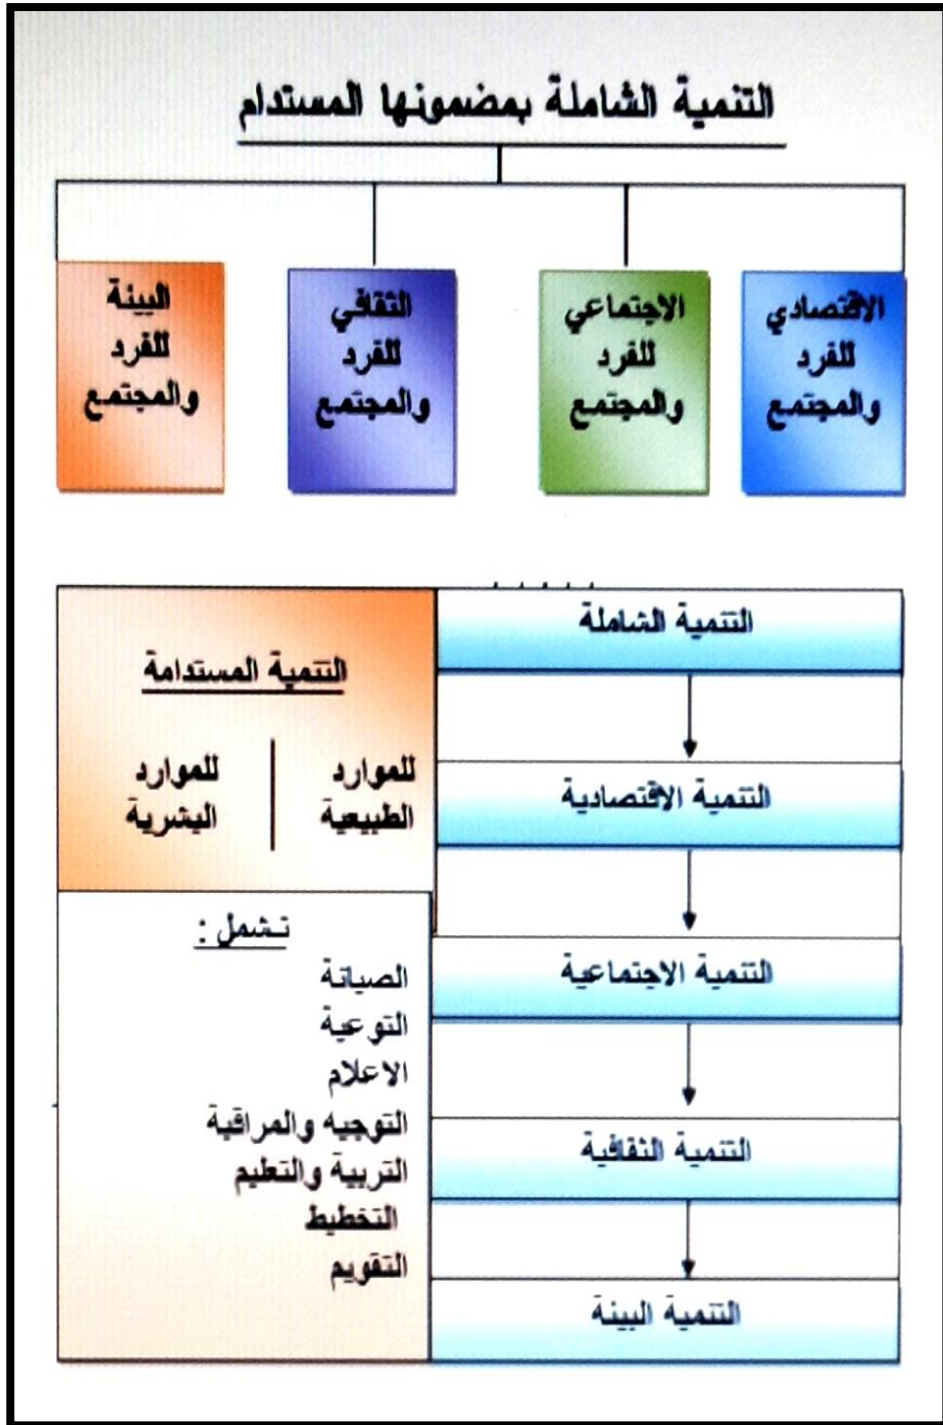 التنمية الشاملة بمضمونها المستدام
الاقتصادي
للفرد
والمجتمع
الاجتماعي
للفرد
والمجتمع
الثقافي
للفرد
والمجتمع
البينة
للفرد
والمجتمع
التنمية الشاملة
التنمية الاقتصادية
التنمية الاجتماعية
التنمية الثقافية
التنمية البينة
التنمية المستدامة
للموارد
الطبيعية
للموارد
البشرية
تشمل :
الصيانة
التوعية
الاعلام
التوجيه والمراقبة
التربية والتعليم
التخطيط
التقويم